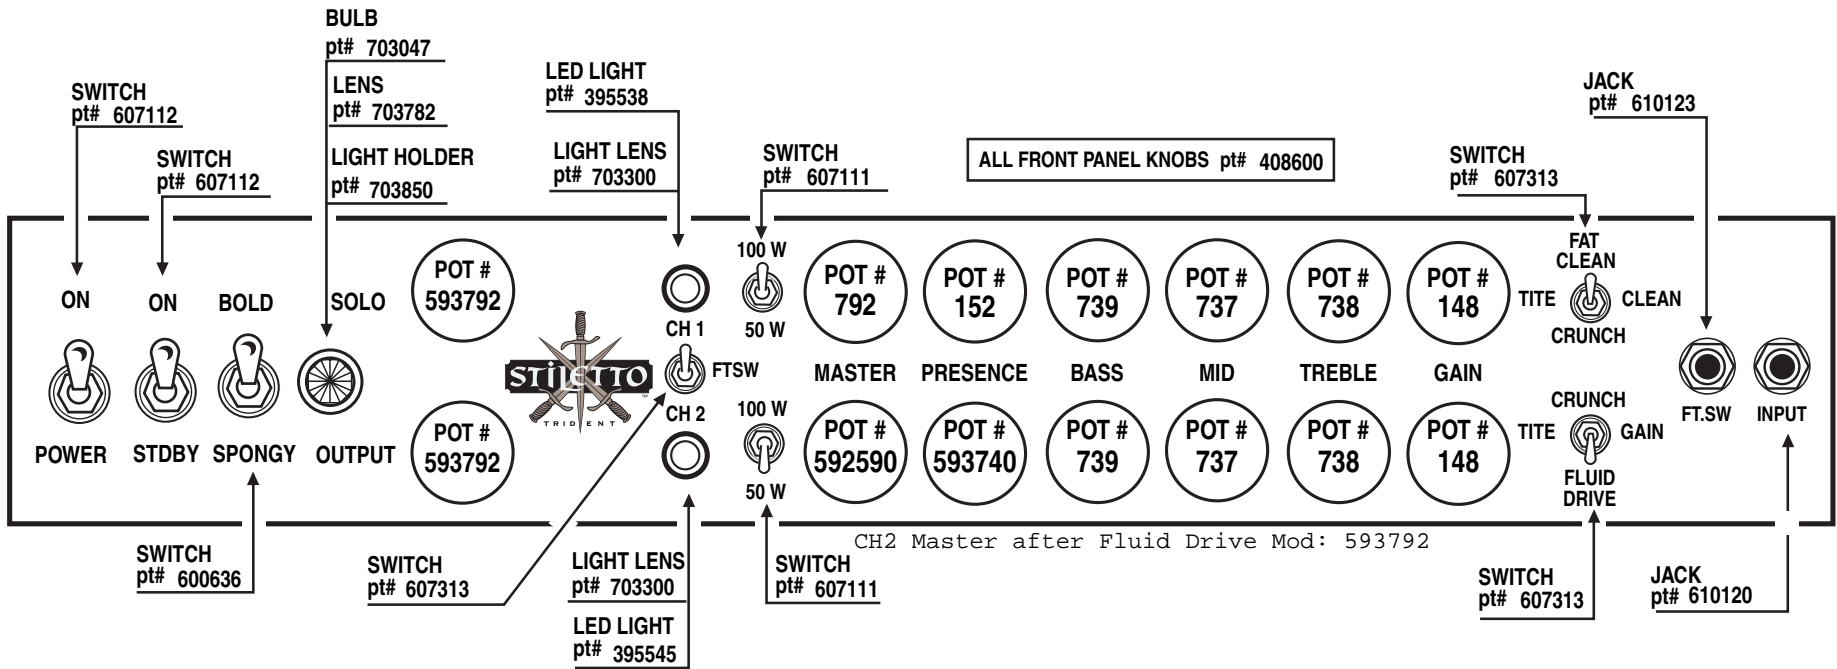 BULB
pt# 703047
LENS
pt# 703782
LIGHT HOLDER
pt# 703850
SWITCH
pt# 607112
SWITCH
pt# 607112
LED LIGHT
pt# 395538
LIGHT LENS
pt# 703300
SWITCH
pt# 607111
ALL FRONT PANEL KNOBS pt# 408600
SWITCH
pt# 607313
JACK
pt# 610123
ON
ON
BOLD
SOLO
POT #
593792
100 W
50 W
CH 1
FTSW
CH 2
100 W
50 W
POT #
792
POT #
152
POT #
739
POT #
737
POT #
738
POT #
148
FAT
CLEAN
TITE
CLEAN
CRUNCH
STILETTO
TM
TRIDENT
MASTER
PRESENCE
BASS
MID
TREBLE
GAIN
POWER
STDBY
SPONGY
OUTPUT
POT #
593792
POT #
592590
POT #
593740
POT #
739
POT #
737
POT #
738
POT #
148
CRUNCH
TITE
GAIN
FLUID
DRIVE
FT.SW
INPUT
CH2 Master after Fluid Drive Mod: 593792
SWITCH
pt# 600636
SWITCH
pt# 607313
LIGHT LENS
pt# 703300
LED LIGHT
pt# 395545
SWITCH
pt# 607111
SWITCH
pt# 607313
JACK
pt# 610120